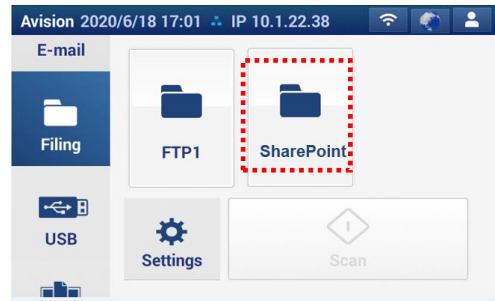 Avision 2020/6/18 17:01 IP 10.1.22.38
E-mail
Filing
FTP1
SharePoint
USB
Settings
Scan